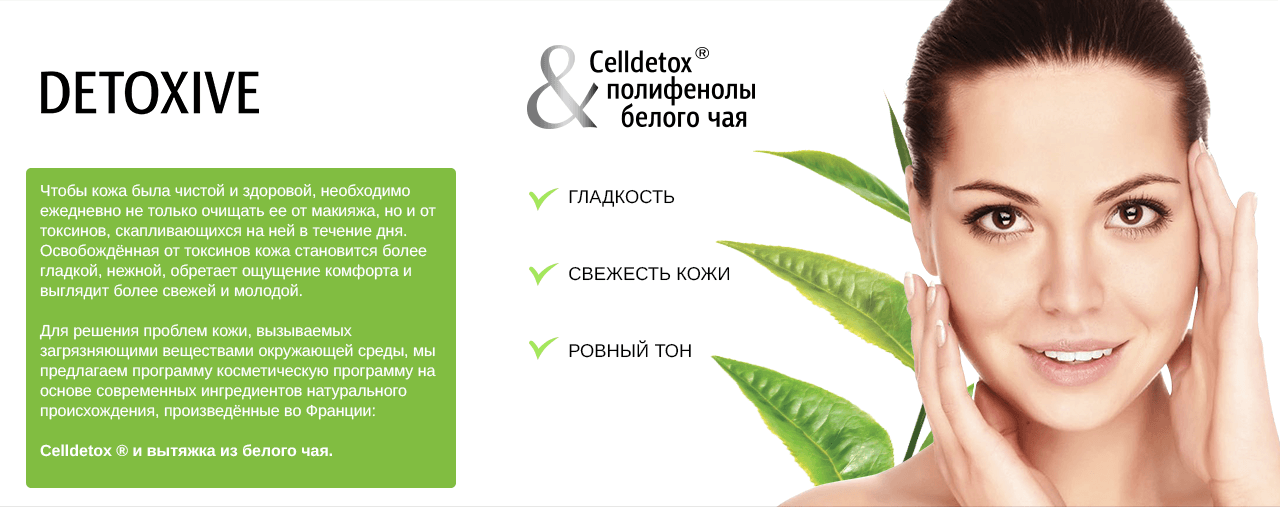 DETOXIVE
Чтобы кожа была чистой и здоровой, необходимо
ежедневно не только очищать ее от макияжа, но и от
токсинов, скапливающихся на ней в течение дня.
Освобождённая от токсинов кожа становится более
гладкой, нежной, обретает ощущение комфорта и
выглядит более свежей и молодой.
Для решения проблем кожи, вызываемых
загрязняющими веществами окружающей среды, мы
предлагаем программу косметическую программу на
основе современных ингредиентов натурального
происхождения, произведённые во Франции:
Celldetox ® и вытяжка из белого чая.
& Celldetox®
полифенолы
белого чая
ГЛАДКОСТЬ
СВЕЖЕСТЬ КОЖИ
РОВНЫЙ ТОН